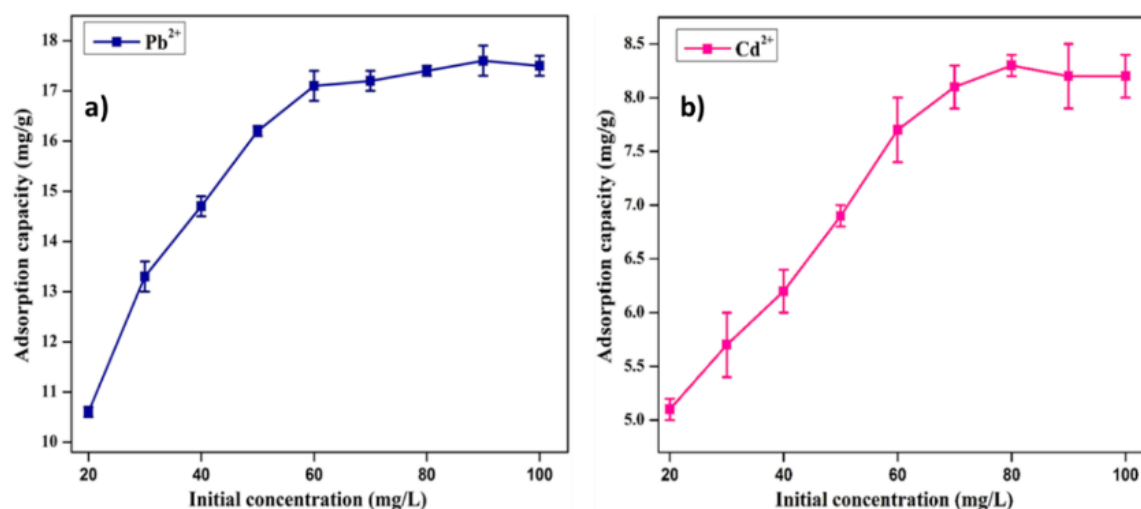 Pb2+
a)
18
17
16
15
14
13
12
11
10
Adsorption capacity (mg/g)
20 40 60 80 100
Initial concentration (mg/L)
Cd2+
b)
8.5
8.0
7.5
7.0
6.5
6.0
5.5
5.0
Adsorption capacity (mg/g)
20 40 60 80 100
Initial concentration (mg/L)